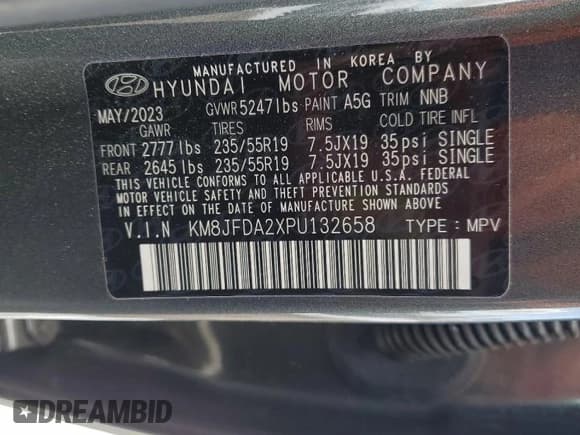 MANUFACTURED IN KOREA BY
HYUNDAI MOTOR COMPANY
MAY/2023 GVWR 5247lbs PAINT A5G TRIM NNB
GAWR TIRES RIMS COLD TIRE INFL
FRONT 2777lbs 235/55R19 7.5JX19 35psi SINGLE
REAR 2645lbs 235/55R19 7.5JX19 35psi SINGLE
THIS VEHICLE CONFORMS TO ALL APPLICABLE U.S.A. FEDERAL
MOTOR VEHICLE SAFETY AND THEFT PREVENTION STANDARDS
IN EFFECT ON THE DATE OF MANUFACTURE SHOWN ABOVE
V.I.N KM8JFDA2XPU132658 TYPE : MPV
DREAMBID